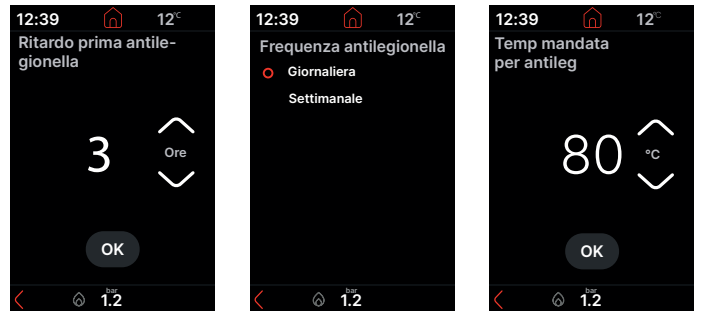 12:39
12°C
Ritardo prima antile-
gionella
3
Ore
OK
bar
1.2
12:39
12°C
Frequenza antilegionella
Giornaliera
Settimanale
bar
1.2
12:39
12°C
Temp mandata
per antileg
80
°C
OK
bar
1.2